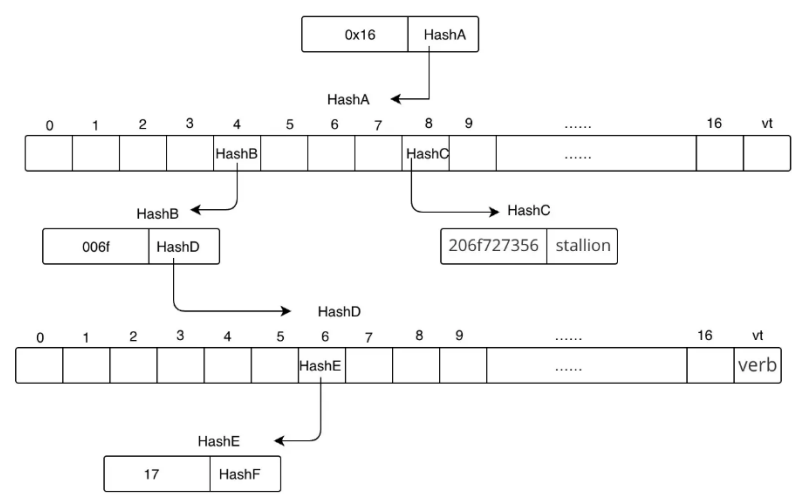 0x16 HashA
HashA
0 1 2 3 4 5 6 7 8 9 ...... 16 vt
HashB HashC ......
HashB HashC
006f HashD 206f727356 stallion
HashD
0 1 2 3 4 5 6 7 8 9 ...... 16 vt
HashE ...... verb
HashE
17 HashF